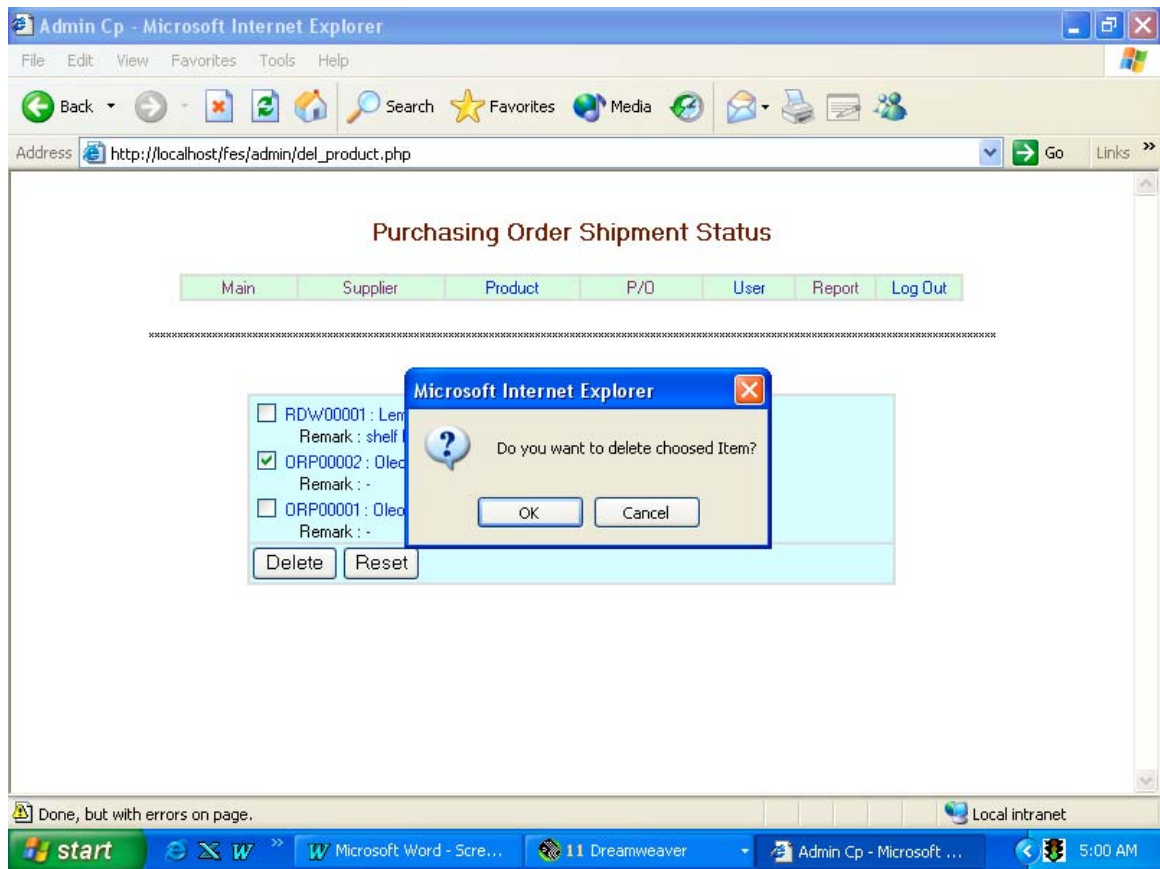 Admin Cp - Microsoft Internet Explorer
File Edit View Favorites Tools Help
Back Search Favorites Media
Address http://localhost/fes/admin/del_product.php Go Links »
Purchasing Order Shipment Status
Main Supplier Product P/O User Report Log Out
Microsoft Internet Explorer
Do you want to delete choosed Item?
OK Cancel
RDW00001 : Lem
Remark : shelf
ORP00002 : Oleo
Remark : -
ORP00001 : Oleo
Remark : -
Delete Reset
Done, but with errors on page. Local intranet
start » Microsoft Word - Scre... 11 Dreamweaver Admin Cp - Microsoft ... 5:00 AM